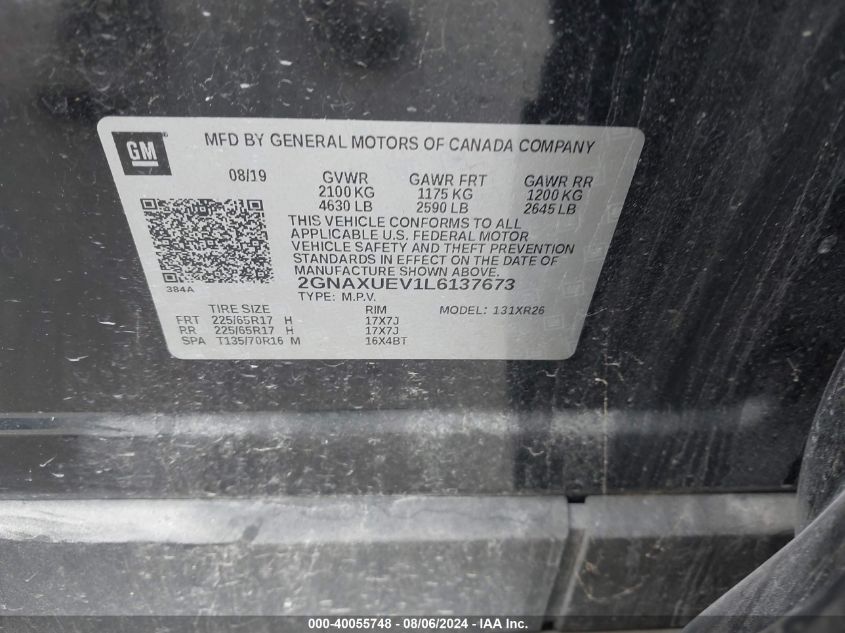 GM
MFD BY GENERAL MOTORS OF CANADA COMPANY
08/19 GVWR GAWR FRT GAWR RR
2100 KG 1175 KG 1200 KG
4630 LB 2590 LB 2645 LB
THIS VEHICLE CONFORMS TO ALL
APPLICABLE U.S. FEDERAL MOTOR
VEHICLE SAFETY AND THEFT PREVENTION
STANDARDS IN EFFECT ON THE DATE OF
MANUFACTURE SHOWN ABOVE.
384A
2GNAXUEV1L6137673
TYPE: M.P.V.
TIRE SIZE RIM MODEL: 131XR26
FRT 225/65R17 H 17X7J
RR 225/65R17 H 17X7J
SPA T135/70R16 M 16X4BT
000-40055748 - 08/06/2024 - IAA Inc.